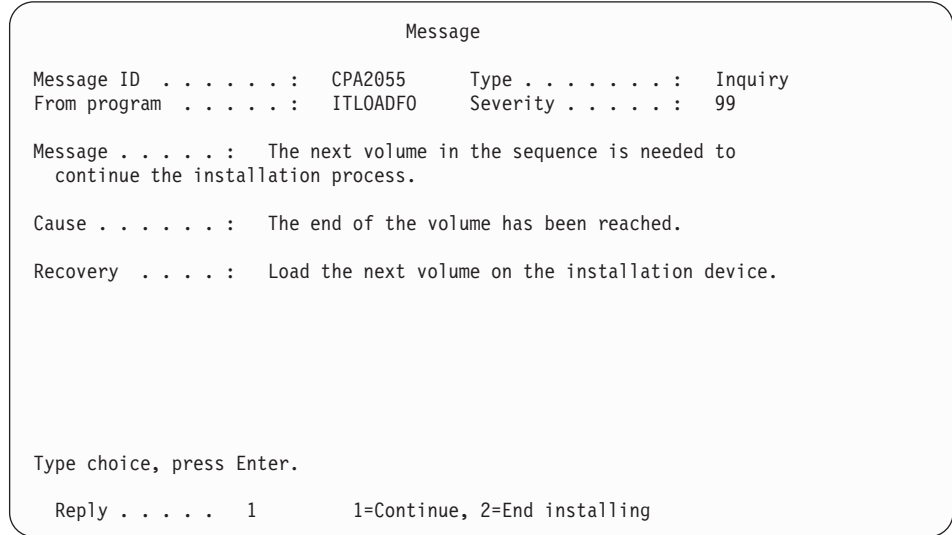 Message
Message ID . . . . . . : CPA2055 Type . . . . . . . : Inquiry
From program . . . . . : ITLOADFO Severity . . . . . : 99
Message . . . . . : The next volume in the sequence is needed to
continue the installation process.
Cause . . . . . . : The end of the volume has been reached.
Recovery . . . . : Load the next volume on the installation device.
Type choice, press Enter.
Reply . . . . . 1 1=Continue, 2=End installing